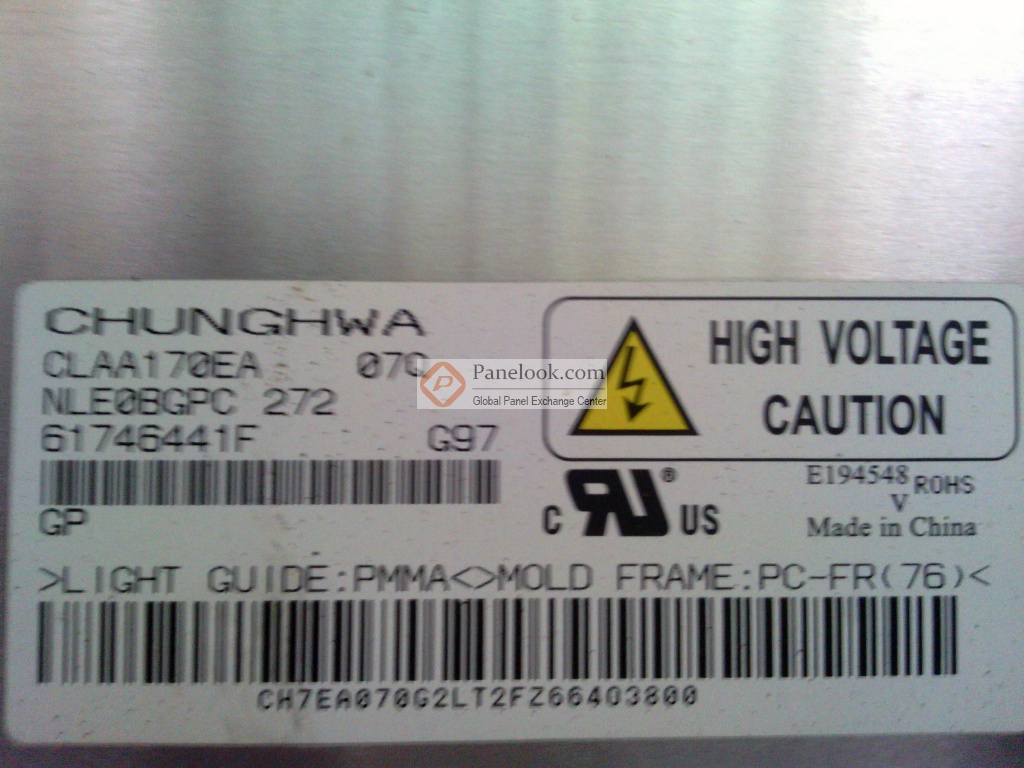 CHUNGHWA
CLAA170EA 07Q
NLE0BGPC 272
61746441F G97
GP
HIGH VOLTAGE
CAUTION
Panelook.com
Global Panel Exchange Center
C RU ® US
E194548 ROHS
V
Made in China
>LIGHT GUIDE:PMMA<>MOLD FRAME:PC-FR(76)<
CH7EA070G2LT2FZ66403800